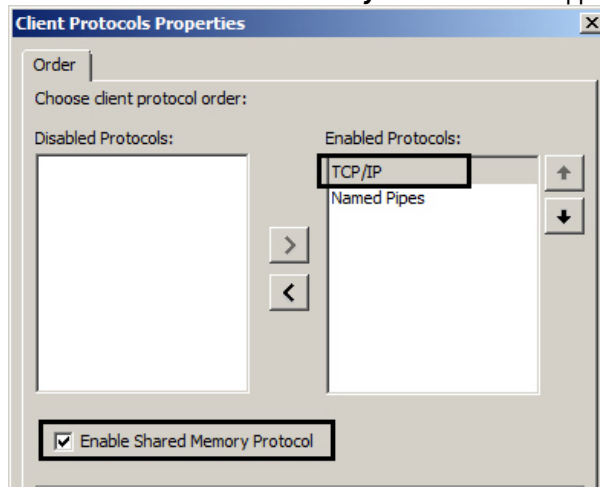 Client Protocols Properties
Order
Choose client protocol order:
Disabled Protocols:
Enabled Protocols:
TCP/IP
Named Pipes
Enable Shared Memory Protocol